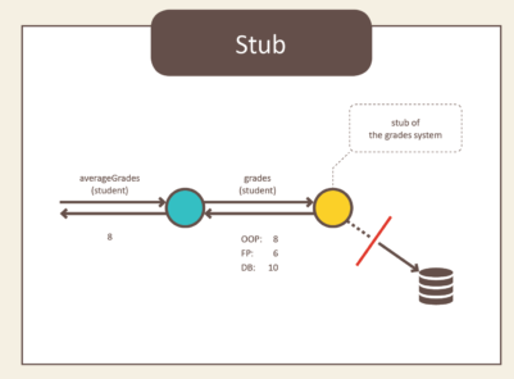 Stub
stub of
the grades system
averageGrades
(student)
grades
(student)
8
OOP: 8
FP: 6
DB: 10